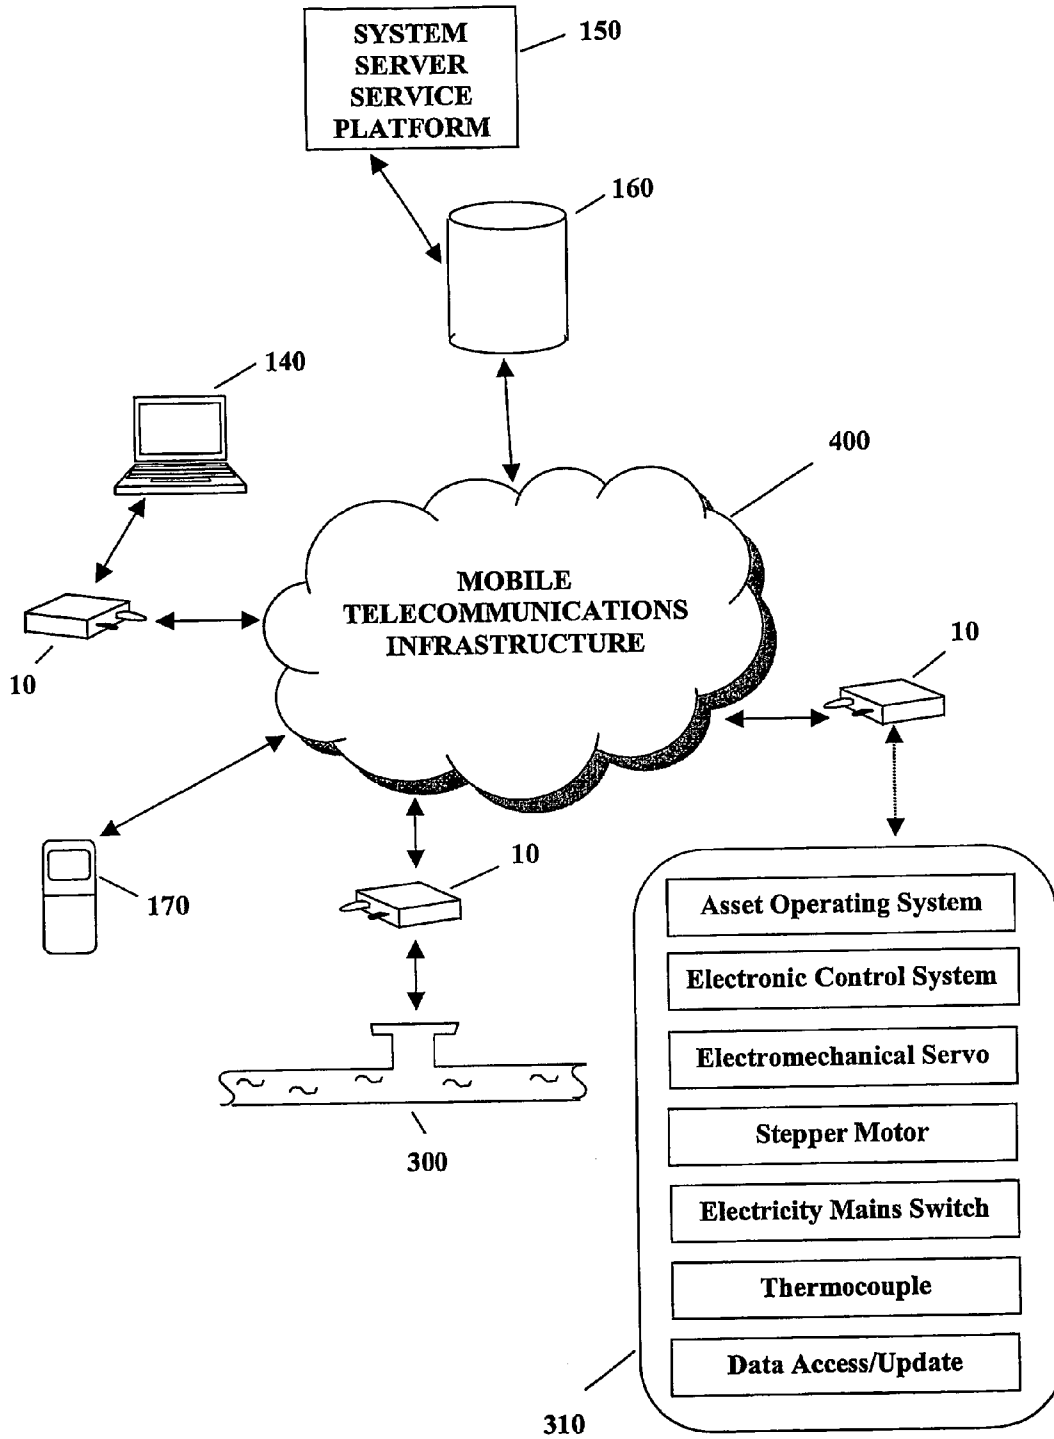 SYSTEM
SERVER
SERVICE
PLATFORM
150
160
140
400
MOBILE
TELECOMMUNICATIONS
INFRASTRUCTURE
10
10
10
170
300
Asset Operating System
Electronic Control System
Electromechanical Servo
Stepper Motor
Electricity Mains Switch
Thermocouple
Data Access/Update
310